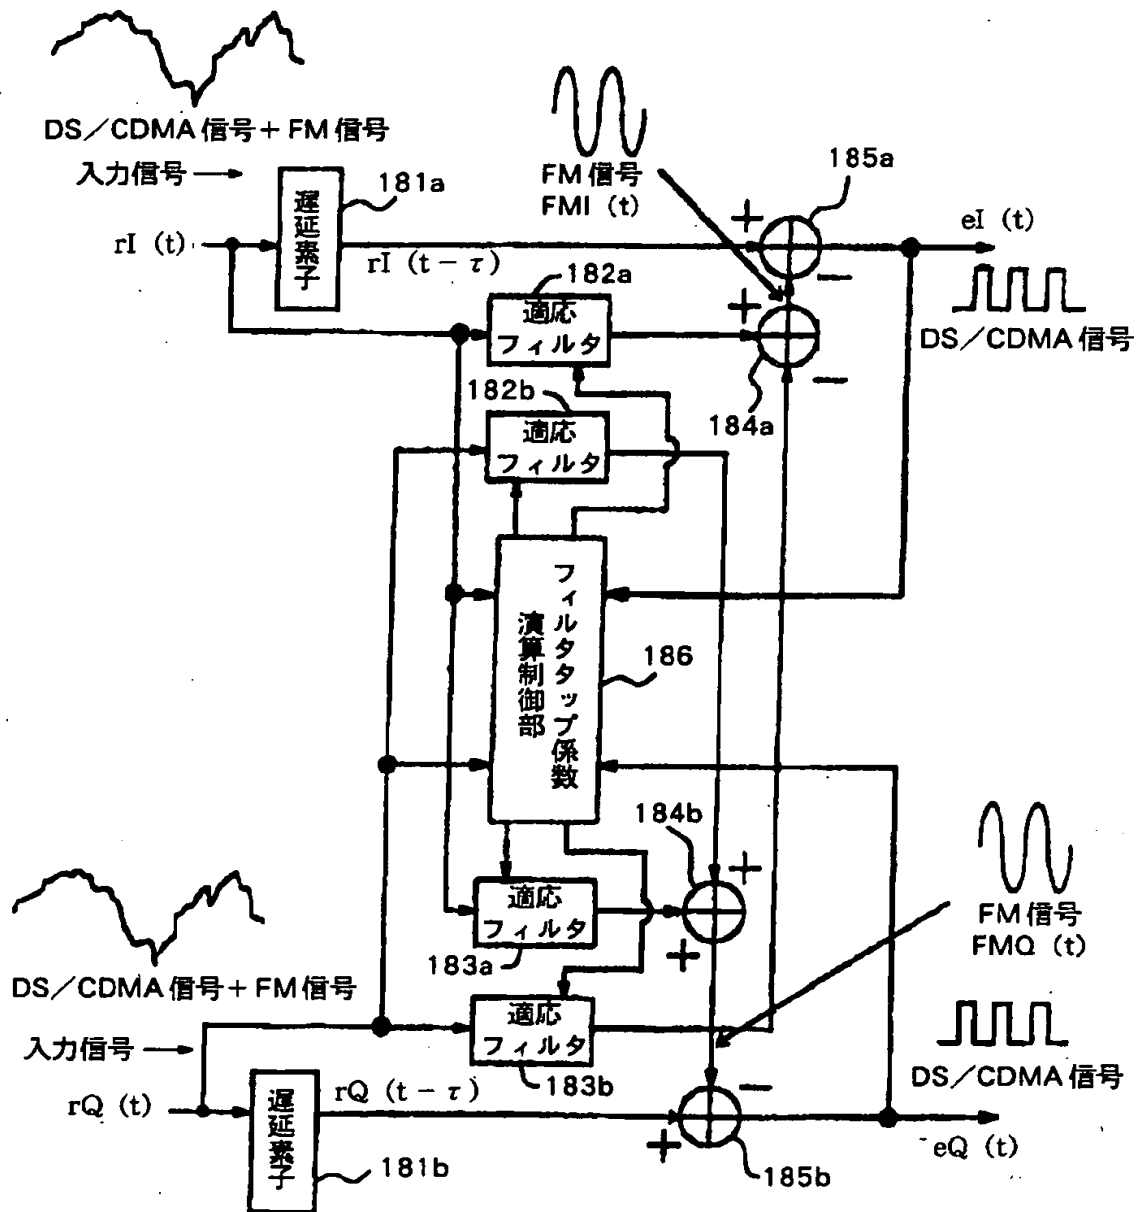 DS/CDMA信号+FM信号
入力信号
181a
遅延素子
rI (t)
rI (t-τ)
FM信号
FMI (t)
185a
+
eI (t)
-
182a
適応
フィルタ
+
DS/CDMA信号
-
184a
182b
適応
フィルタ
フィルタタップ係数
演算制御部
186
184b
+
適応
フィルタ
183a
+
FM信号
FMQ (t)
DS/CDMA信号+FM信号
入力信号
適応
フィルタ
183b
DS/CDMA信号
rQ (t)
遅延素子
rQ (t-τ)
-
+
185b
eQ (t)
181b